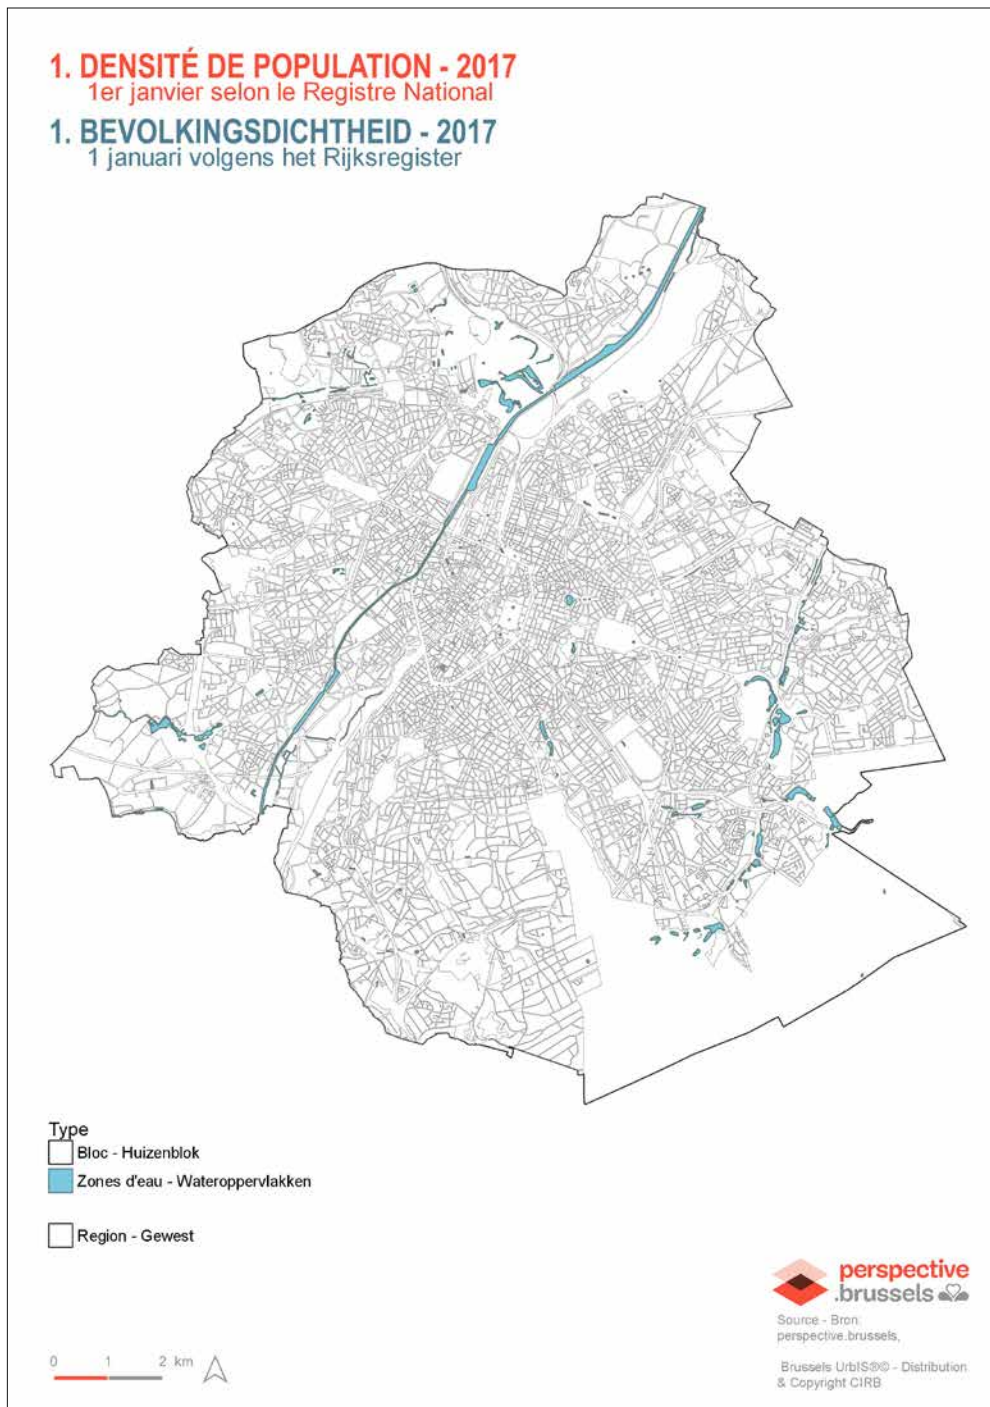 1. DENSITÉ DE POPULATION - 2017
1er janvier selon le Registre National
1. BEVOLKINGSDICHTHEID - 2017
1 januari volgens het Rijksregister
Type
Bloc - Huizenblok
Zones d'eau - Wateroppervlakken
Region - Gewest
perspective
.brussels
Source - Bron:
perspective.brussels,
Brussels UrbIS®© - Distribution
& Copyright CIRB
0 1 2 km